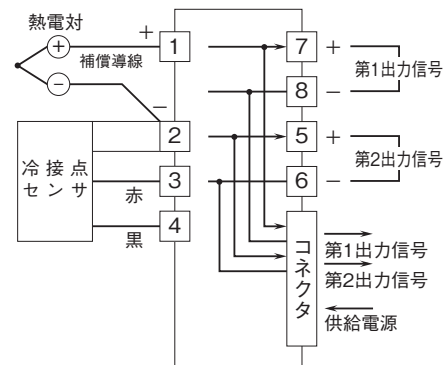 熱電対
+
補償導線
+
−
−
1
2
3
4
冷接点
センサ
赤
黒
7
+
8
−
第1出力信号
5
+
6
−
第2出力信号
コネクタ
第1出力信号
第2出力信号
供給電源